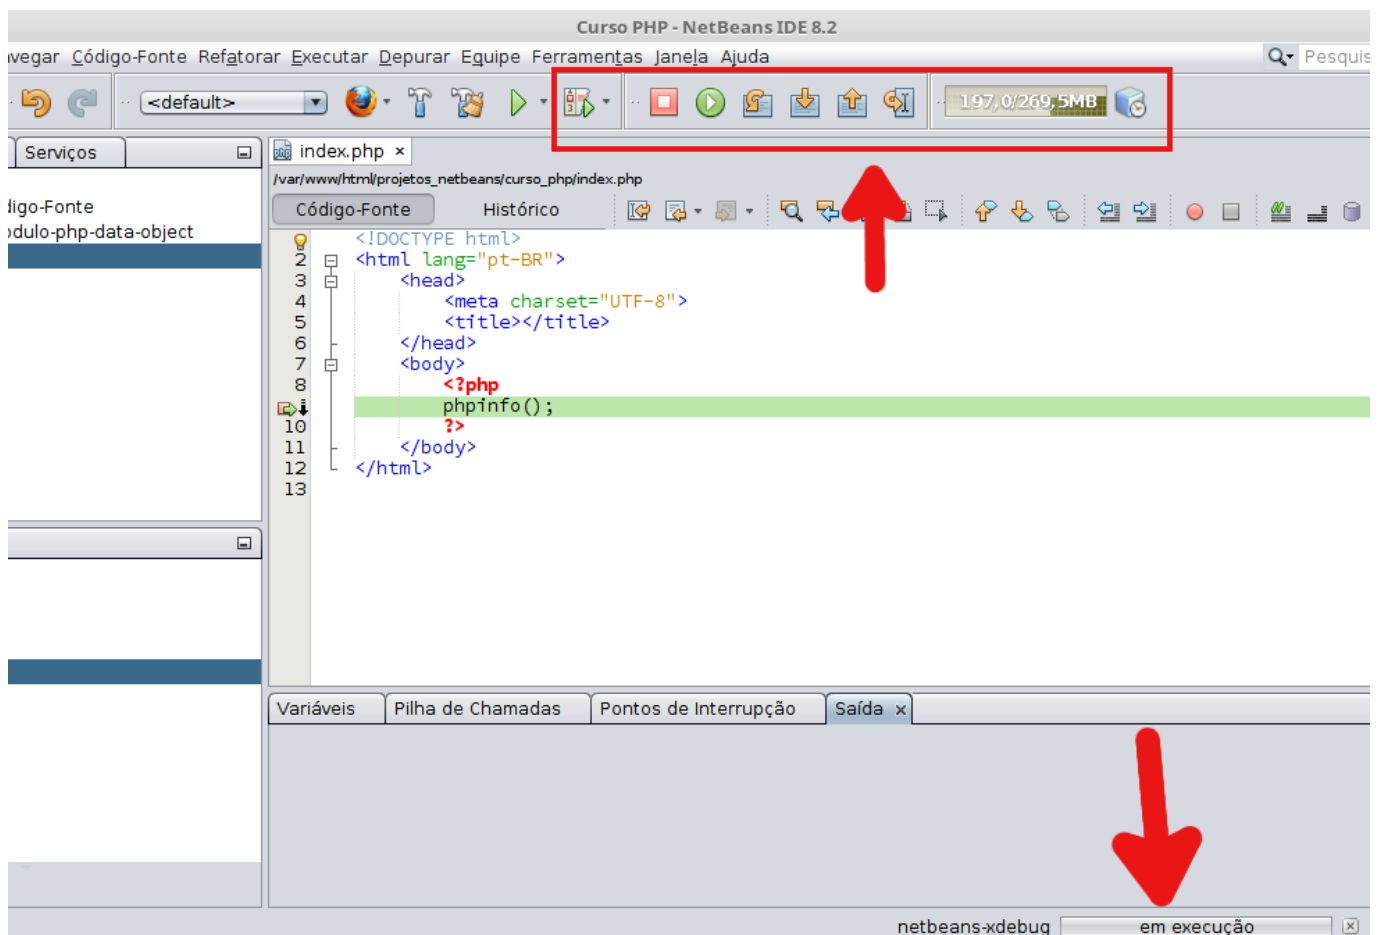 Curso PHP - NetBeans IDE 8.2
vegar Código-Fonte Refatorar Executar Depurar Equipe Ferramentas Janela Ajuda Pesquis
<default> 197,0/269,5MB
Serviços index.php
/var/www/html/projetos_netbeans/curso_php/index.php
digo-Fonte
Código-Fonte Histórico
odulo-php-data-object
<!DOCTYPE html>
2 <html lang="pt-BR">
3 <head>
4 <meta charset="UTF-8">
5 <title></title>
6 </head>
7 <body>
8 <?php
phpinfo();
10 ?>
11 </body>
12 </html>
13
Variáveis Pilha de Chamadas Pontos de Interrupção Saída
netbeans-xdebug em execução